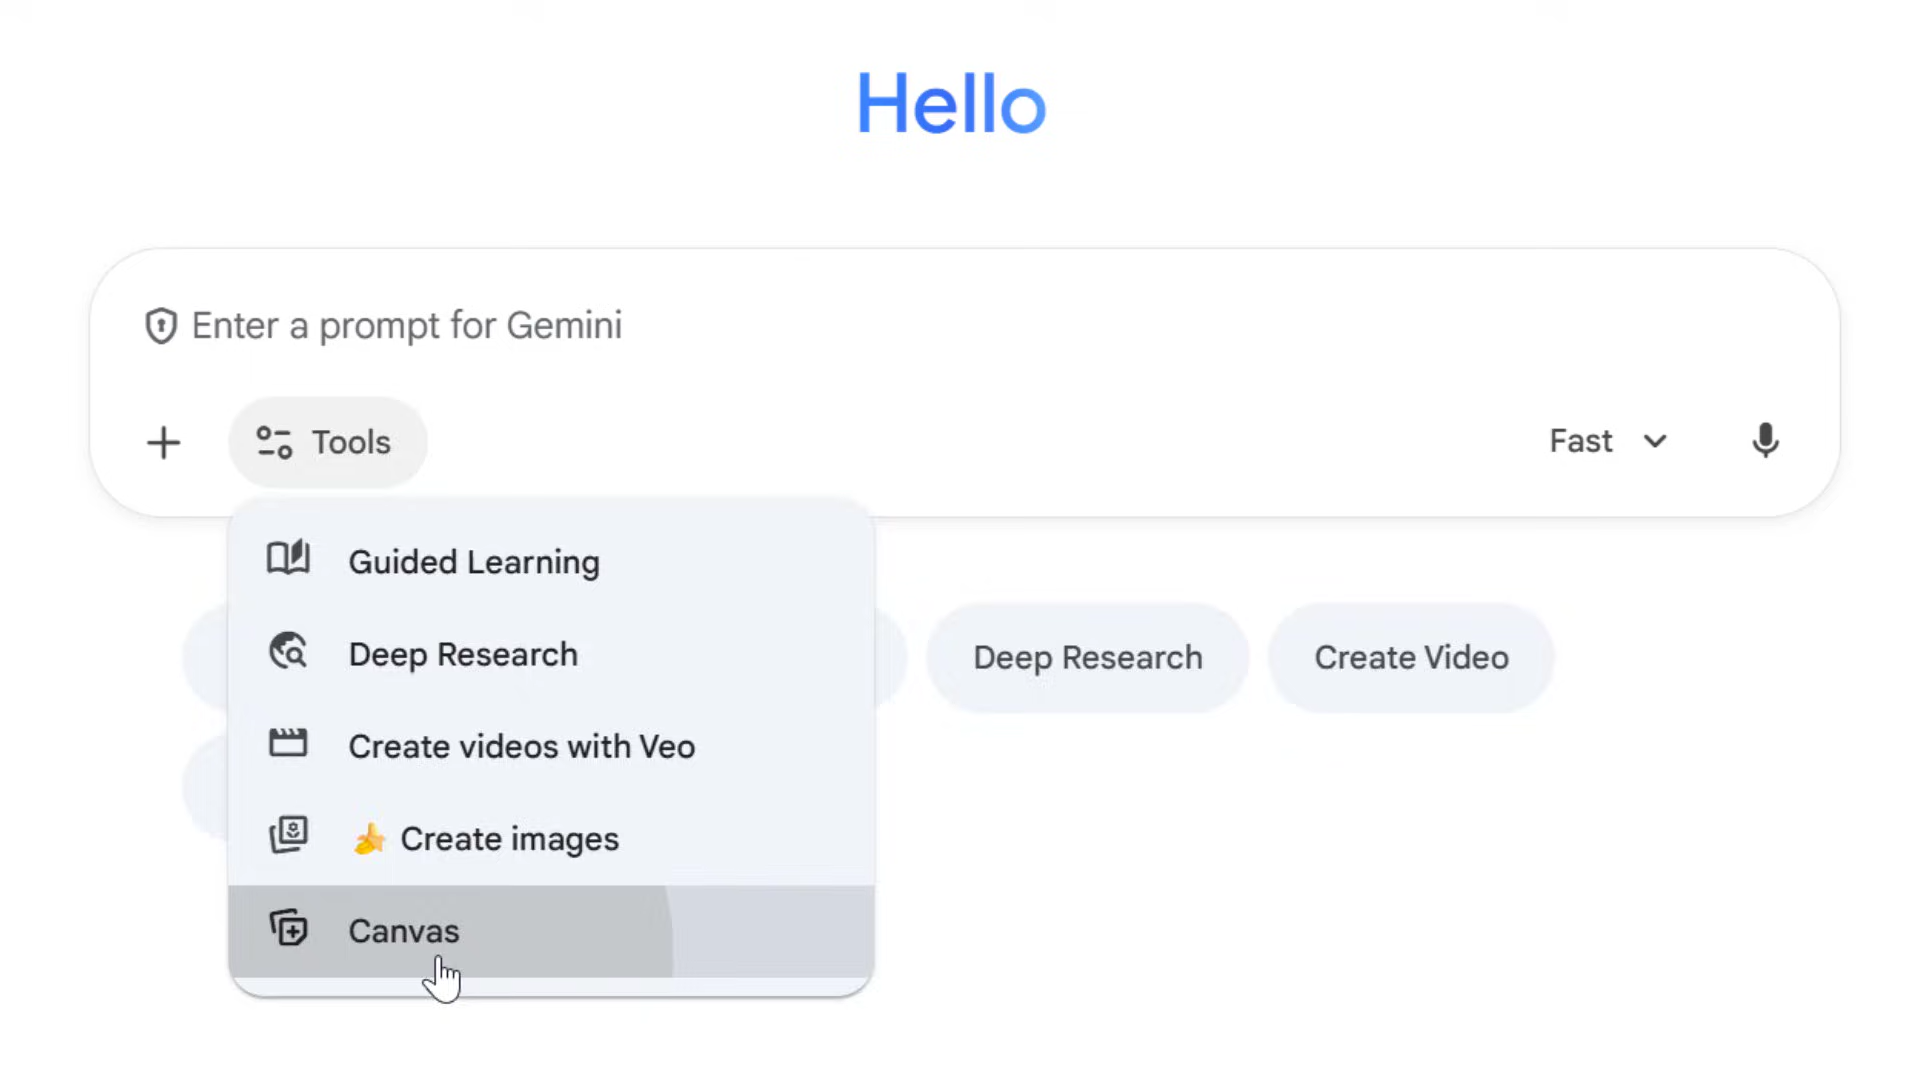 Hello
Enter a prompt for Gemini
Tools
Fast
Guided Learning
Deep Research
Create videos with Veo
Create images
Canvas
Deep Research
Create Video